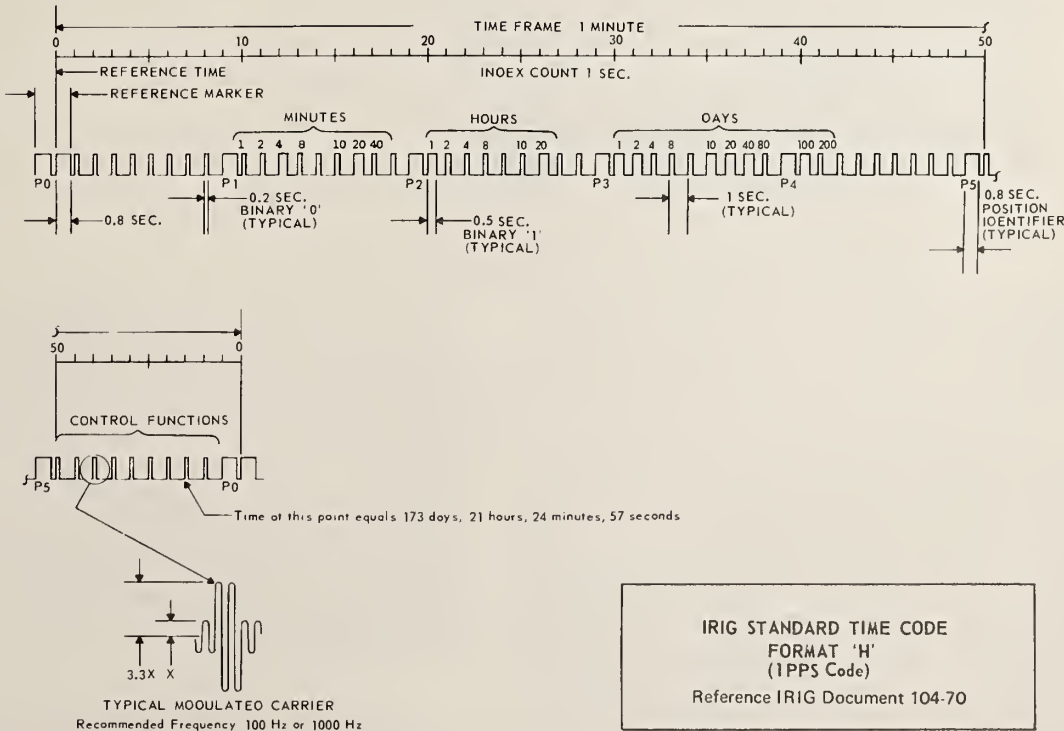 TIME FRAME 1 MINUTE
0 10 20 30 40 50
REFERENCE TIME
INOEX COUNT 1 SEC.
REFERENCE MARKER
MINUTES
HOURS
OAYS
1 2 4 8 10 20 40
1 2 4 8 10 20
1 2 4 8 10 20 40 80 100 200
P0 P1 P2 P3 P4 P5
0.8 SEC.
0.2 SEC.
BINARY '0'
(TYPICAL)
0.5 SEC.
BINARY '1'
(TYPICAL)
1 SEC.
(TYPICAL)
0.8 SEC.
POSITION
IOENTIFIER
(TYPICAL)
50 0
CONTROL FUNCTIONS
P5 P0
Time ot this point equals 173 days, 21 hours, 24 minutes, 57 seconds
3.3X X
TYPICAL MOOULATEO CARRIER
Recommended Frequency 100 Hz or 1000 Hz
IRIG STANDARD TIME CODE
FORMAT 'H'
(1PPS Code)
Reference IRIG Document 104-70